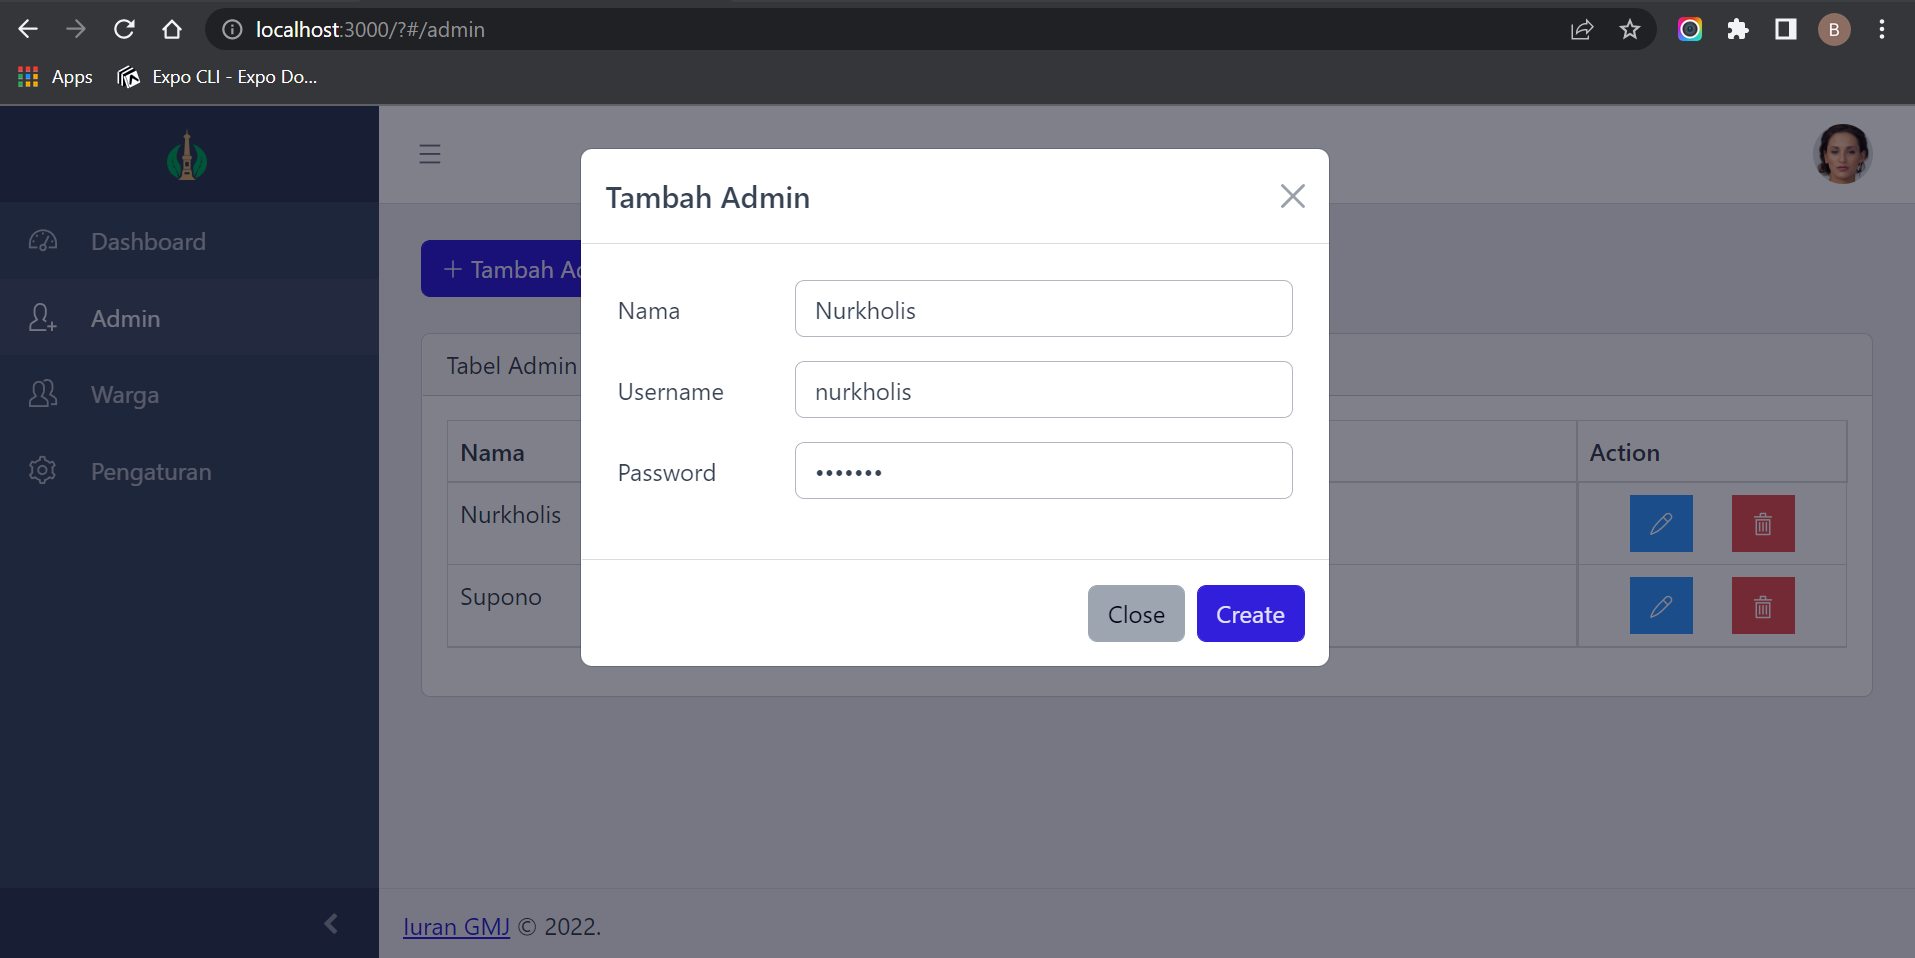 localhost:3000/?#/admin
B
Apps
Expo CLI - Expo Do...
Dashboard
Admin
Warga
Pengaturan
+ Tambah
Tabel Admin
Nama
Action
Nurkholis
Supono
Tambah Admin
Nama
Nurkholis
Username
nurkholis
Password
•••••••
Close
Create
Iuran GMJ © 2022.